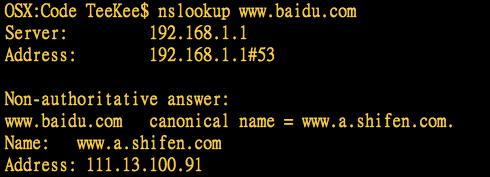 OSX:Code TeeKee$ nslookup www.baidu.com
Server: 192.168.1.1
Address: 192.168.1.1#53
Non-authoritative answer:
www.baidu.com canonical name = www.a.shifen.com.
Name: www.a.shifen.com
Address: 111.13.100.91